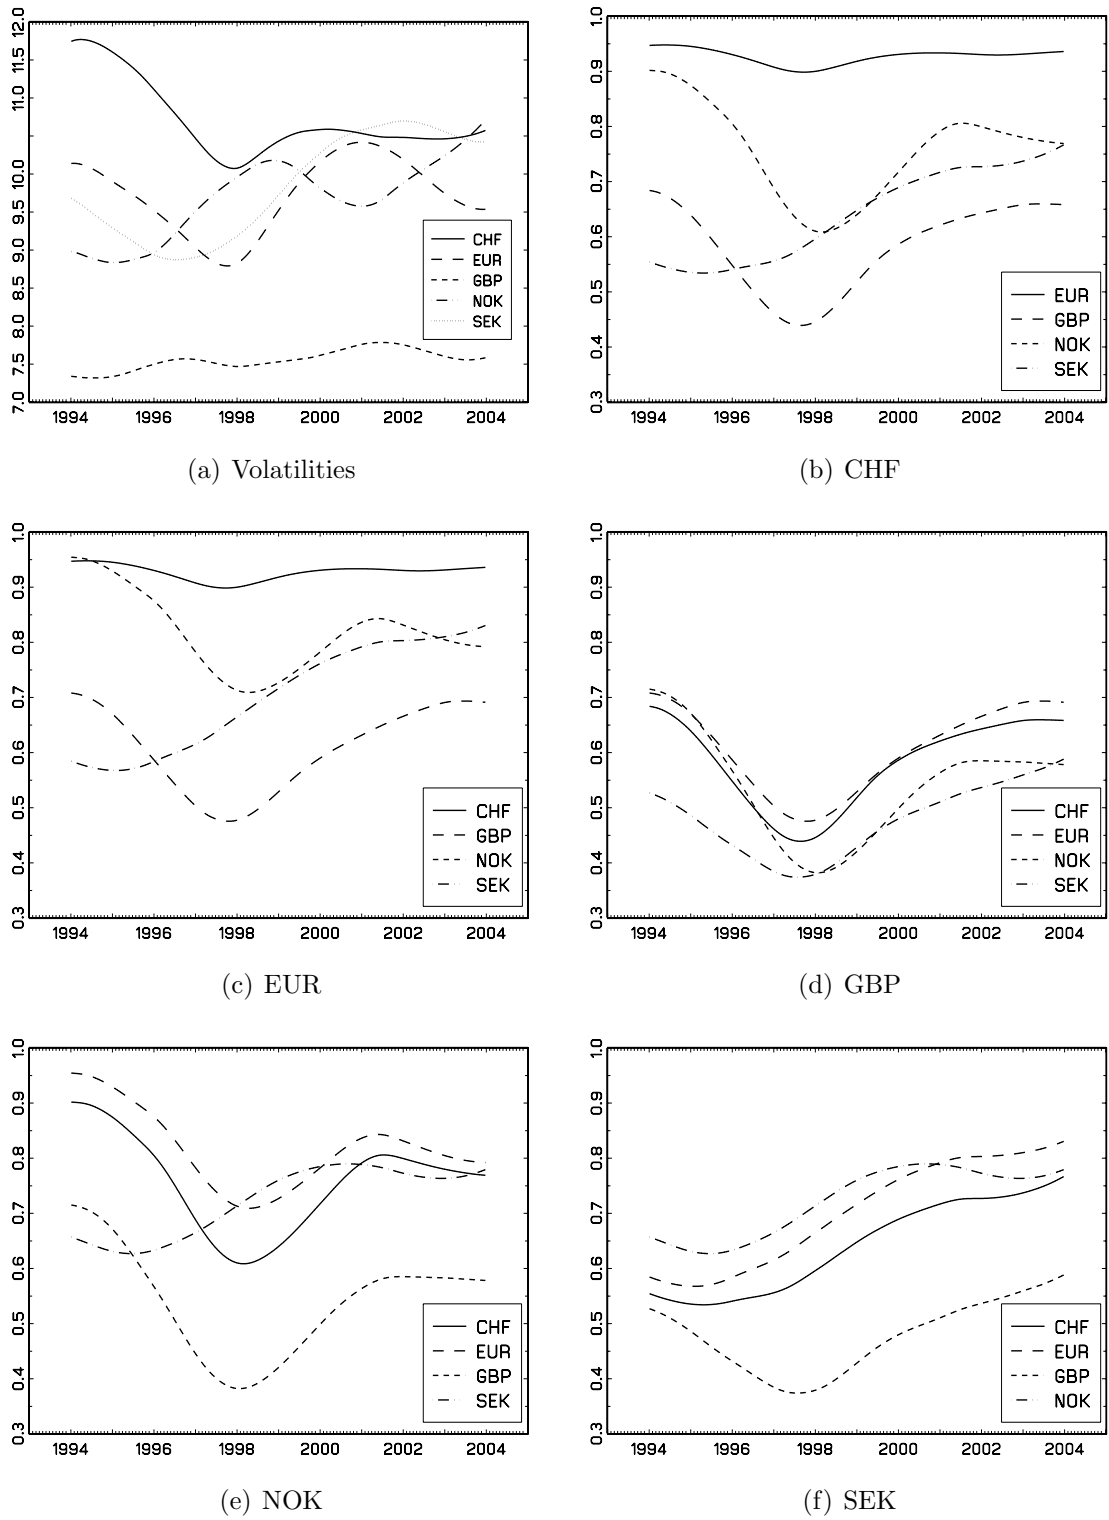 12.0
11.5
11.0
10.5
10.0
9.5
9.0
8.5
8.0
7.5
7.0
1994 1996 1998 2000 2002 2004
CHF
EUR
GBP
NOK
SEK
(a) Volatilities
1.0
0.9
0.8
0.7
0.6
0.5
0.4
0.3
1994 1996 1998 2000 2002 2004
EUR
GBP
NOK
SEK
(b) CHF
1.0
0.9
0.8
0.7
0.6
0.5
0.4
0.3
1994 1996 1998 2000 2002 2004
CHF
GBP
NOK
SEK
(c) EUR
1.0
0.9
0.8
0.7
0.6
0.5
0.4
0.3
1994 1996 1998 2000 2002 2004
CHF
EUR
NOK
SEK
(d) GBP
1.0
0.9
0.8
0.7
0.6
0.5
0.4
0.3
1994 1996 1998 2000 2002 2004
CHF
EUR
GBP
SEK
(e) NOK
1.0
0.9
0.8
0.7
0.6
0.5
0.4
0.3
1994 1996 1998 2000 2002 2004
CHF
EUR
GBP
NOK
(f) SEK